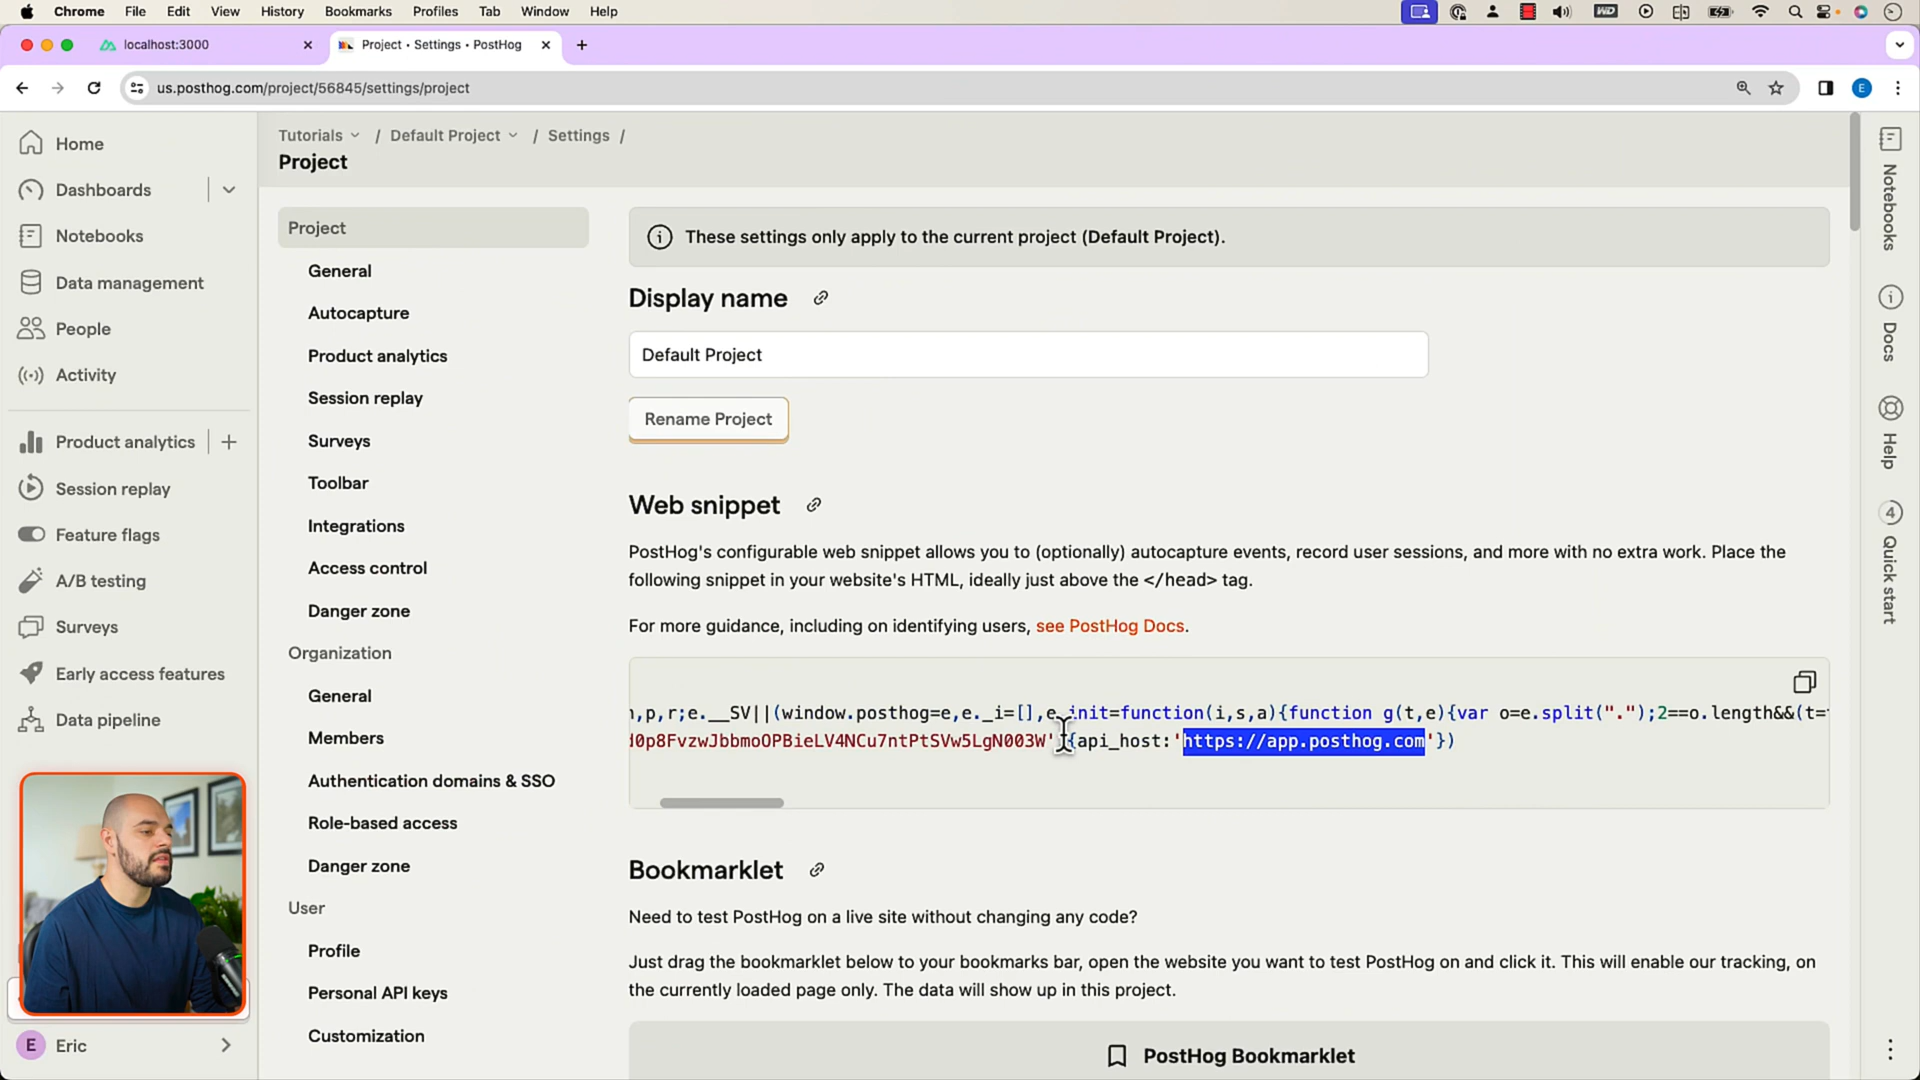 Chrome File Edit View History Bookmarks Profiles Tab Window Help
localhost:3000
Project • Settings • PostHog
us.posthog.com/project/56845/settings/project
E
Home
Dashboards
Notebooks
Data management
People
Activity
Product analytics
Session replay
Feature flags
A/B testing
Surveys
Early access features
Data pipeline
E Eric
Tutorials / Default Project / Settings /
Project
Project
General
Autocapture
Product analytics
Session replay
Surveys
Toolbar
Integrations
Access control
Danger zone
Organization
General
Members
Authentication domains & SSO
Role-based access
Danger zone
User
Profile
Personal API keys
Customization
These settings only apply to the current project (Default Project).
Display name
Default Project
Rename Project
Web snippet
PostHog's configurable web snippet allows you to (optionally) autocapture events, record user sessions, and more with no extra work. Place the
following snippet in your website's HTML, ideally just above the </head> tag.
For more guidance, including on identifying users, see PostHog Docs.
,p,r;e.__SV||(window.posthog=e,e._i=[],e.init=function(i,s,a){function g(t,e){var o=e.split(".");2==o.length&&(t=
d0p8FvzwJbbmoOPBieLV4NCu7ntPtSVw5LgN003W',{api_host:'https://app.posthog.com'})
Bookmarklet
Need to test PostHog on a live site without changing any code?
Just drag the bookmarklet below to your bookmarks bar, open the website you want to test PostHog on and click it. This will enable our tracking, on
the currently loaded page only. The data will show up in this project.
PostHog Bookmarklet
Notebooks
Docs
Help
4
Quick start